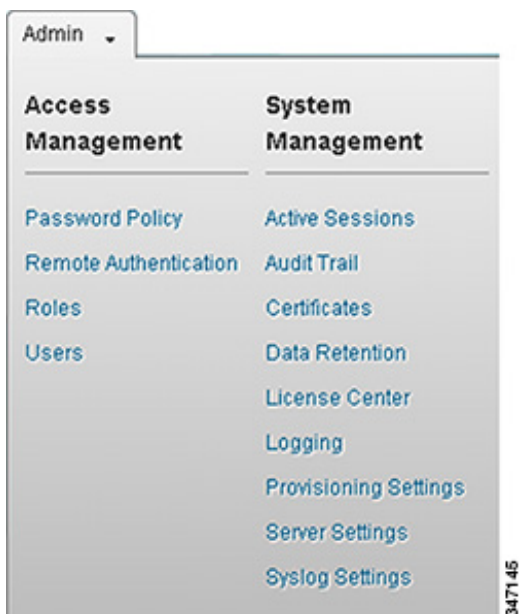 Admin
Access
Management
Password Policy
Remote Authentication
Roles
Users
System
Management
Active Sessions
Audit Trail
Certificates
Data Retention
License Center
Logging
Provisioning Settings
Server Settings
Syslog Settings
347145